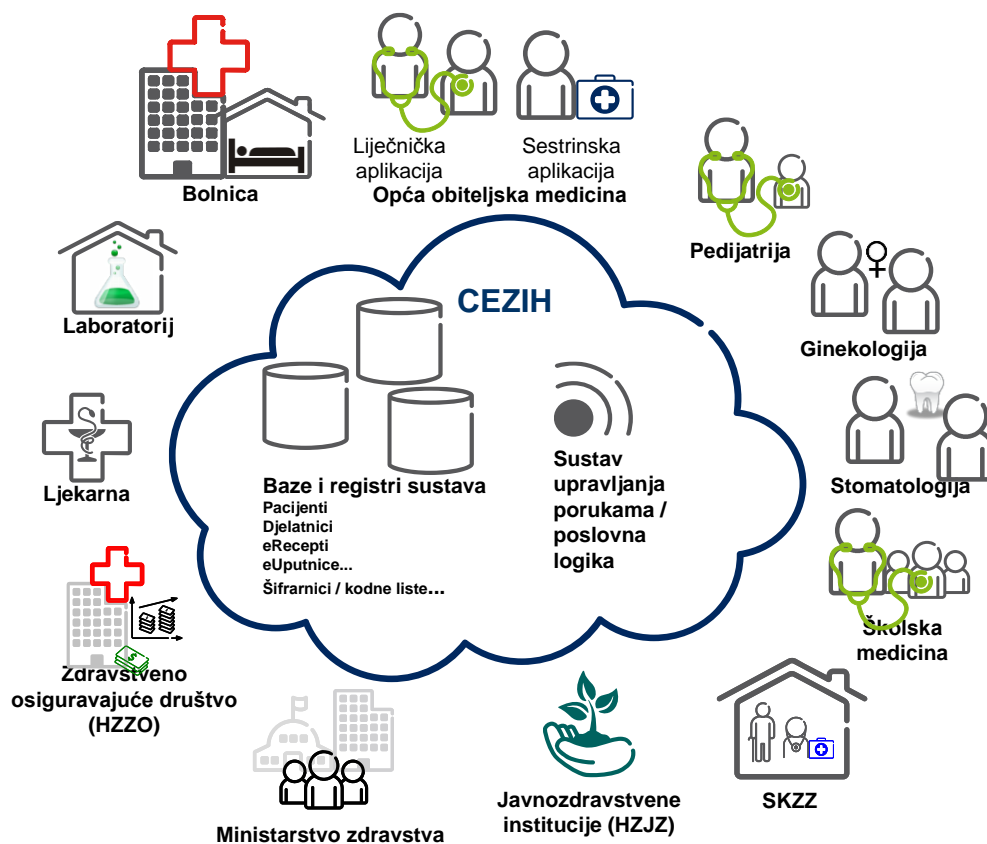 Liječnička
aplikacija
Sestrinska
aplikacija
Opća obiteljska medicina
Bolnica
Pedijatrija
Laboratorij
CEZIH
Ginekologija
Ljekarna
Baze i registri sustava
Pacijenti
Djelatnici
eRecepti
eUputnice...
Šifrarnici / kodne liste...
Sustav
upravljanja
porukama /
poslovna
logika
Stomatologija
Školska
medicina
Zdravstveno
osiguravajuće društvo
(HZZO)
Ministarstvo zdravstva
Javnozdravstvene
institucije (HZJZ)
SKZZ